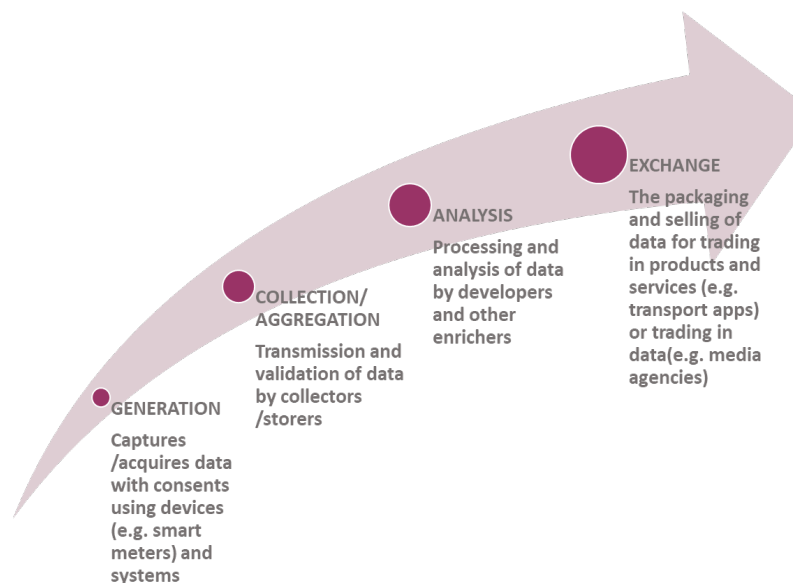 GENERATION
Captures
/acquires data
with consents
using devices
(e.g. smart
meters) and
systems
COLLECTION/
AGGREGATION
Transmission and
validation of data
by collectors
/storers
ANALYSIS
Processing and
analysis of data
by developers
and other
enrichers
EXCHANGE
The packaging
and selling of
data for trading
in products and
services (e.g.
transport apps)
or trading in
data(e.g. media
agencies)